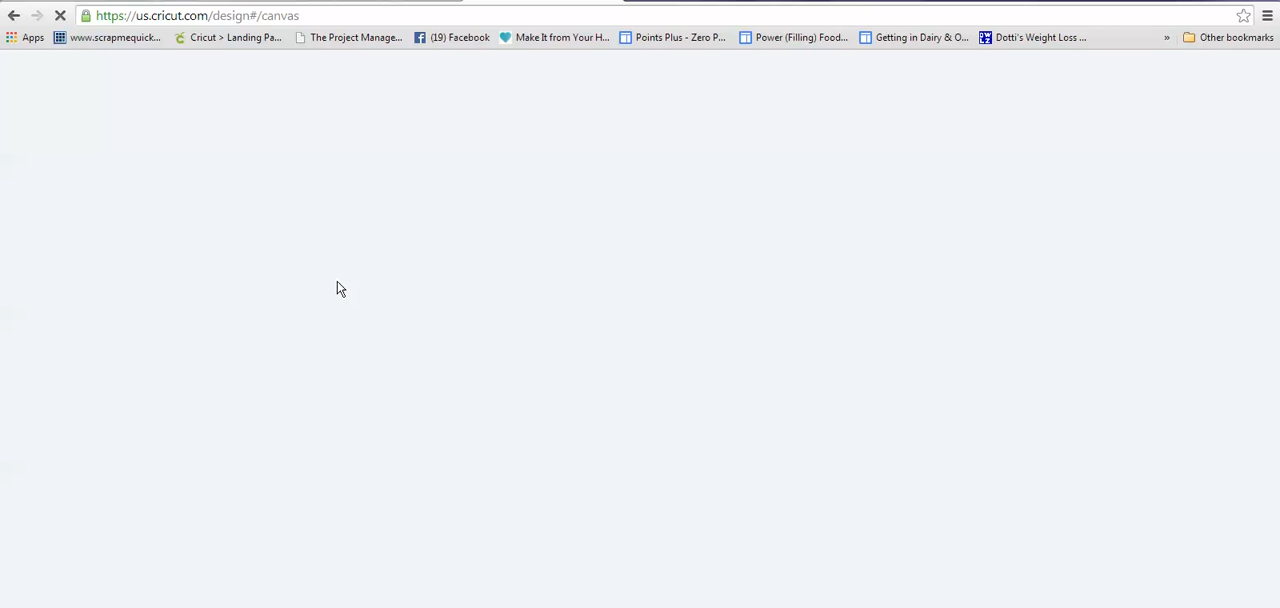 https://us.cricut.com/design#/canvas
Apps www.scrapmequick... Cricut > Landing Pa... The Project Manage... (19) Facebook Make It from Your H... Points Plus - Zero P... Power (Filling) Food... Getting in Dairy & O... Dotti's Weight Loss ... » Other bookmarks